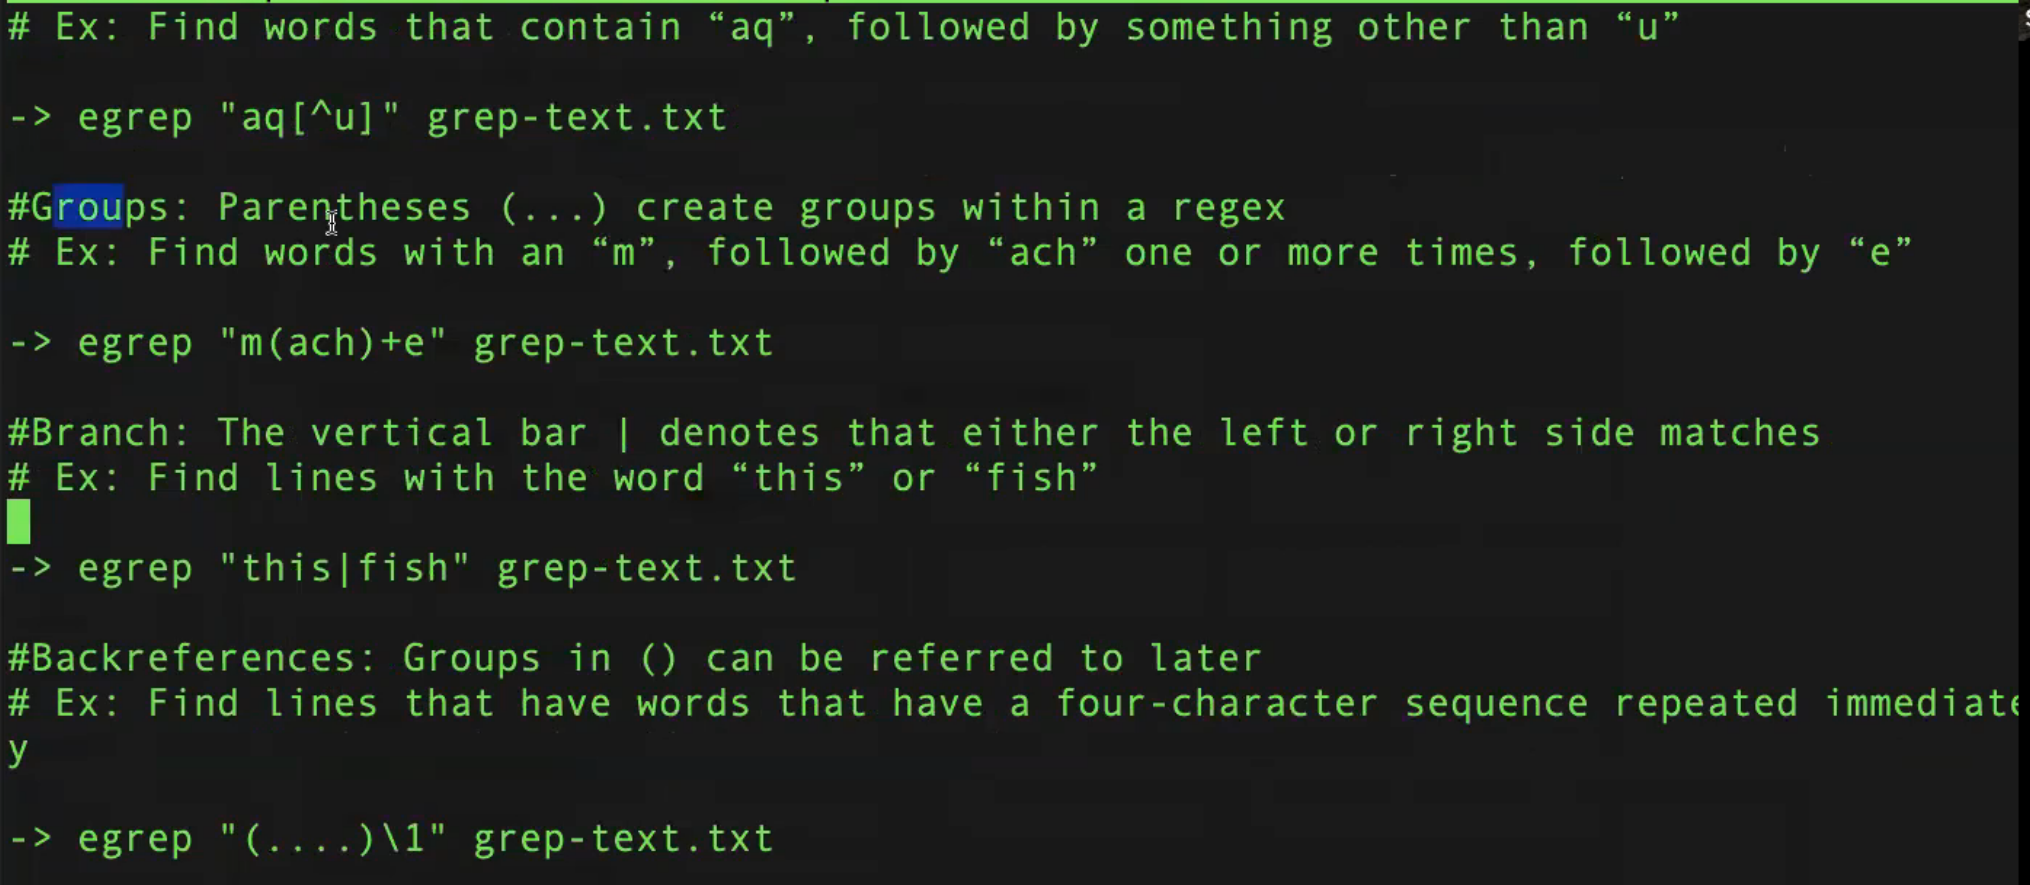 # Ex: Find words that contain “aq”, followed by something other than “u”
-> egrep "aq[^u]" grep-text.txt
#Groups: Parentheses (...) create groups within a regex
# Ex: Find words with an “m”, followed by “ach” one or more times, followed by “e”
-> egrep "m(ach)+e" grep-text.txt
#Branch: The vertical bar | denotes that either the left or right side matches
# Ex: Find lines with the word “this” or “fish”
-> egrep "this|fish" grep-text.txt
#Backreferences: Groups in () can be referred to later
# Ex: Find lines that have words that have a four-character sequence repeated immediate
y
-> egrep "(....)\1" grep-text.txt